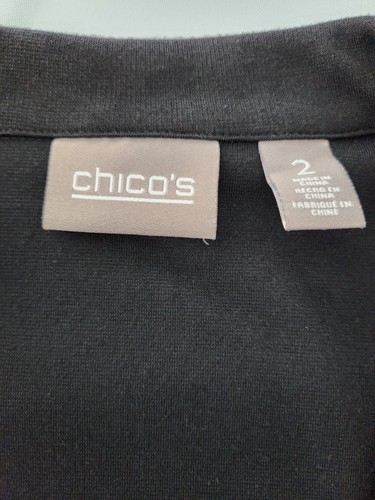 chico's
2
MADE IN
CHINA
HECHO EN
CHINA
FABRIQUÉ EN
CHINE